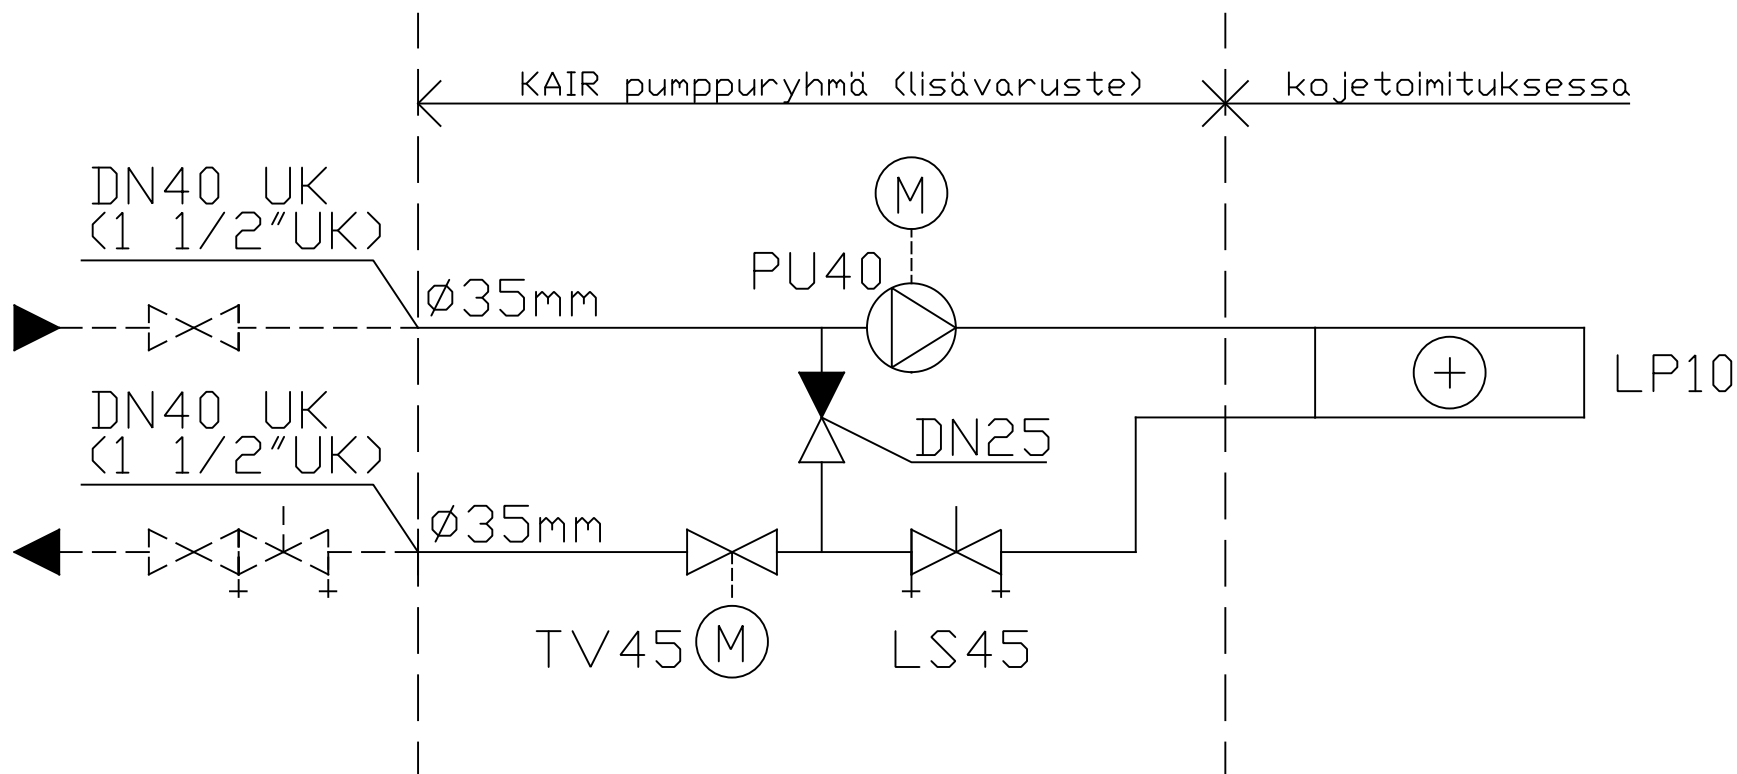 KAIR pumppuryhmä (lisävaruste)
kojetoimituksessa
DN40 UK
(1 1/2"UK)
M
PU40
Ø35mm
LP10
DN40 UK
(1 1/2"UK)
DN25
Ø35mm
TV45
M
LS45